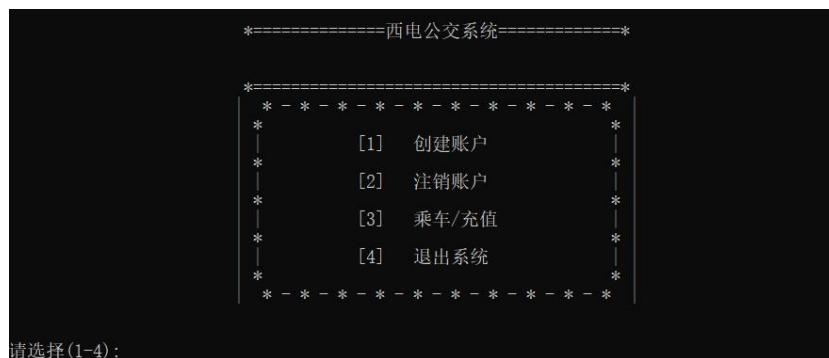 *=============西电公交系统============*
*====================================*
* - * - * - * - * - * - * - * - * - *
[1] 创建账户
[2] 注销账户
[3] 乘车/充值
[4] 退出系统
* - * - * - * - * - * - * - * - * - *
请选择(1-4):